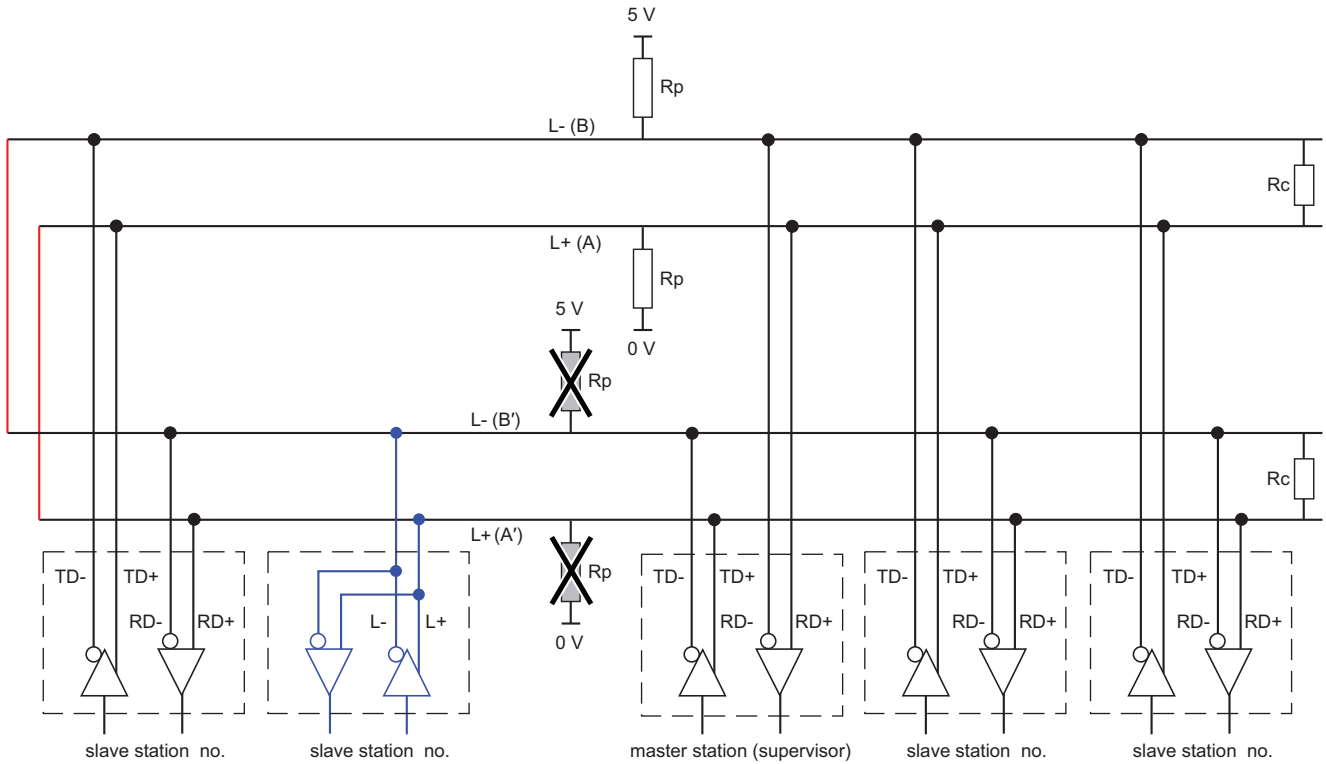 5 V
Rp
L- (B)
Rc
L+ (A)
Rp
5 V
0 V
Rp
L- (B′)
Rc
L+ (A′)
Rp
TD- TD+ TD- TD+ TD- TD+ TD- TD+
RD- RD+ L- L+ RD- RD+ RD- RD+ RD- RD+
0 V
slave station no. slave station no. master station (supervisor) slave station no. slave station no.